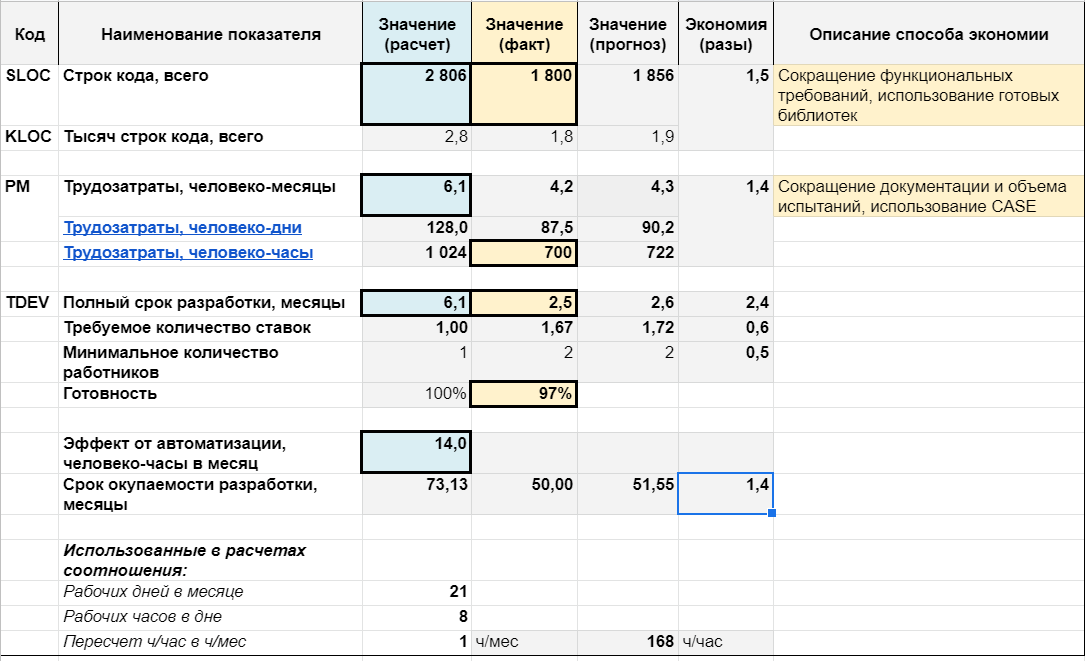 Код Наименование показателя Значение (расчет) Значение (факт) Значение (прогноз) Экономия (разы) Описание способа экономии
SLOC Строк кода, всего 2 806 1 800 1 856 1,5 Сокращение функциональных
требований, использование готовых
библиотек
KLOC Тысяч строк кода, всего 2,8 1,8 1,9
PM Трудозатраты, человеко-месяцы 6,1 4,2 4,3 1,4 Сокращение документации и объема
испытаний, использование CASE
Трудозатраты, человеко-дни 128,0 87,5 90,2
Трудозатраты, человеко-часы 1 024 700 722
TDEV Полный срок разработки, месяцы 6,1 2,5 2,6 2,4
Требуемое количество ставок 1,00 1,67 1,72 0,6
Минимальное количество
работников 1 2 2 0,5
Готовность 100% 97%
Эффект от автоматизации,
человеко-часы в месяц 14,0
Срок окупаемости разработки,
месяцы 73,13 50,00 51,55 1,4
Использованные в расчетах
соотношения:
Рабочих дней в месяце 21
Рабочих часов в дне 8
Пересчет ч/час в ч/мес 1 ч/мес 168 ч/час